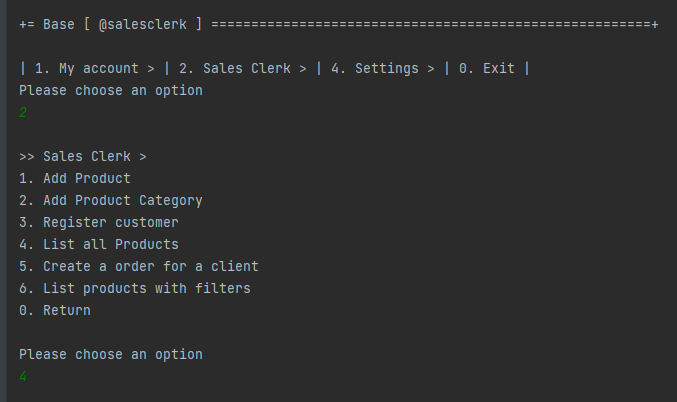 += Base [ @salesclerk ] =======================================================+
| 1. My account > | 2. Sales Clerk > | 4. Settings > | 0. Exit |
Please choose an option
2
>> Sales Clerk >
1. Add Product
2. Add Product Category
3. Register customer
4. List all Products
5. Create a order for a client
6. List products with filters
0. Return
Please choose an option
4